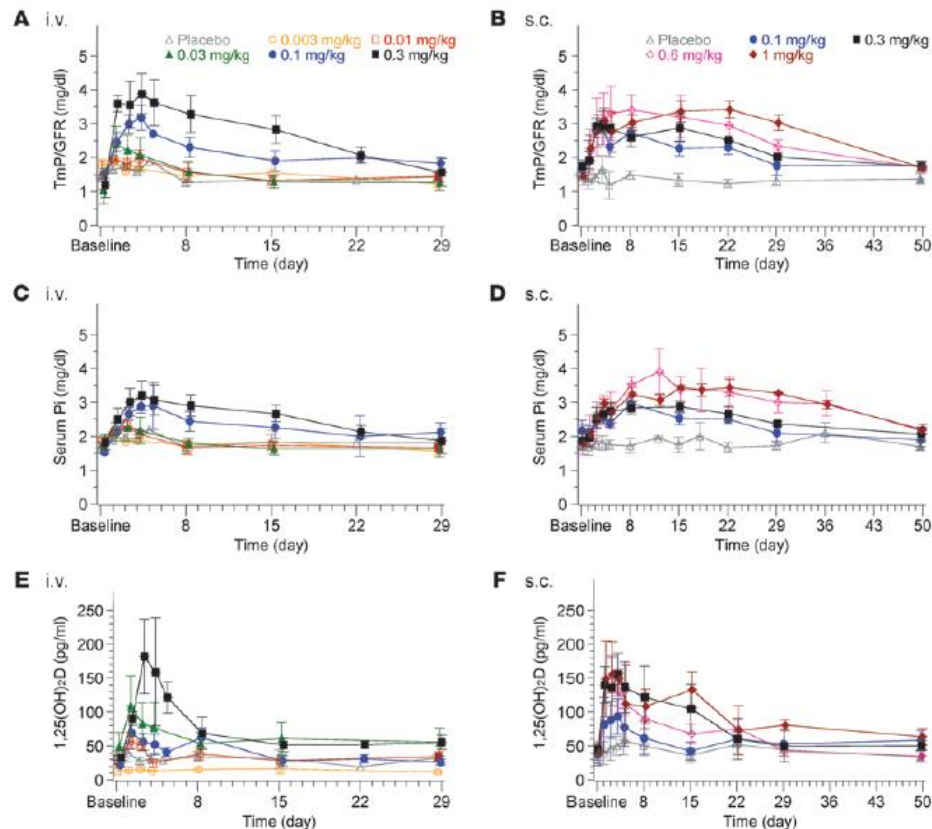 A i.v.
Placebo 0.003 mg/kg 0.01 mg/kg
0.03 mg/kg 0.1 mg/kg 0.3 mg/kg
TmP/GFR (mg/dl)
5
4
3
2
1
0
Baseline 8 15 22 29
Time (day)
B s.c.
Placebo 0.1 mg/kg 0.3 mg/kg
0.6 mg/kg 1 mg/kg
TmP/GFR (mg/dl)
5
4
3
2
1
0
Baseline 8 15 22 29 36 43 50
Time (day)
C i.v.
Serum Pi (mg/dl)
5
4
3
2
1
0
Baseline 8 15 22 29
Time (day)
D s.c.
Serum Pi (mg/dl)
5
4
3
2
1
0
Baseline 8 15 22 29 36 43 50
Time (day)
E i.v.
1,25(OH)₂D (pg/ml)
250
200
150
100
50
0
Baseline 8 15 22 29
Time (day)
F s.c.
1,25(OH)₂D (pg/ml)
250
200
150
100
50
0
Baseline 8 15 22 29 36 43 50
Time (day)